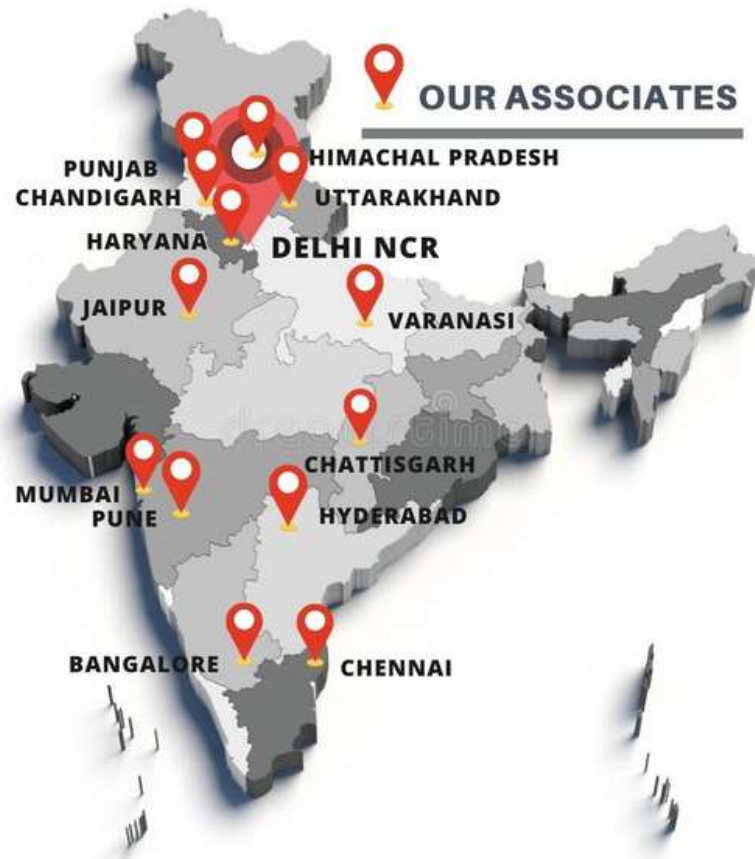 OUR ASSOCIATES
HIMACHAL PRADESH
PUNJAB
CHANDIGARH
UTTARAKHAND
HARYANA
DELHI NCR
JAIPUR
VARANASI
CHATTISGARH
MUMBAI
PUNE
HYDERABAD
BANGALORE
CHENNAI